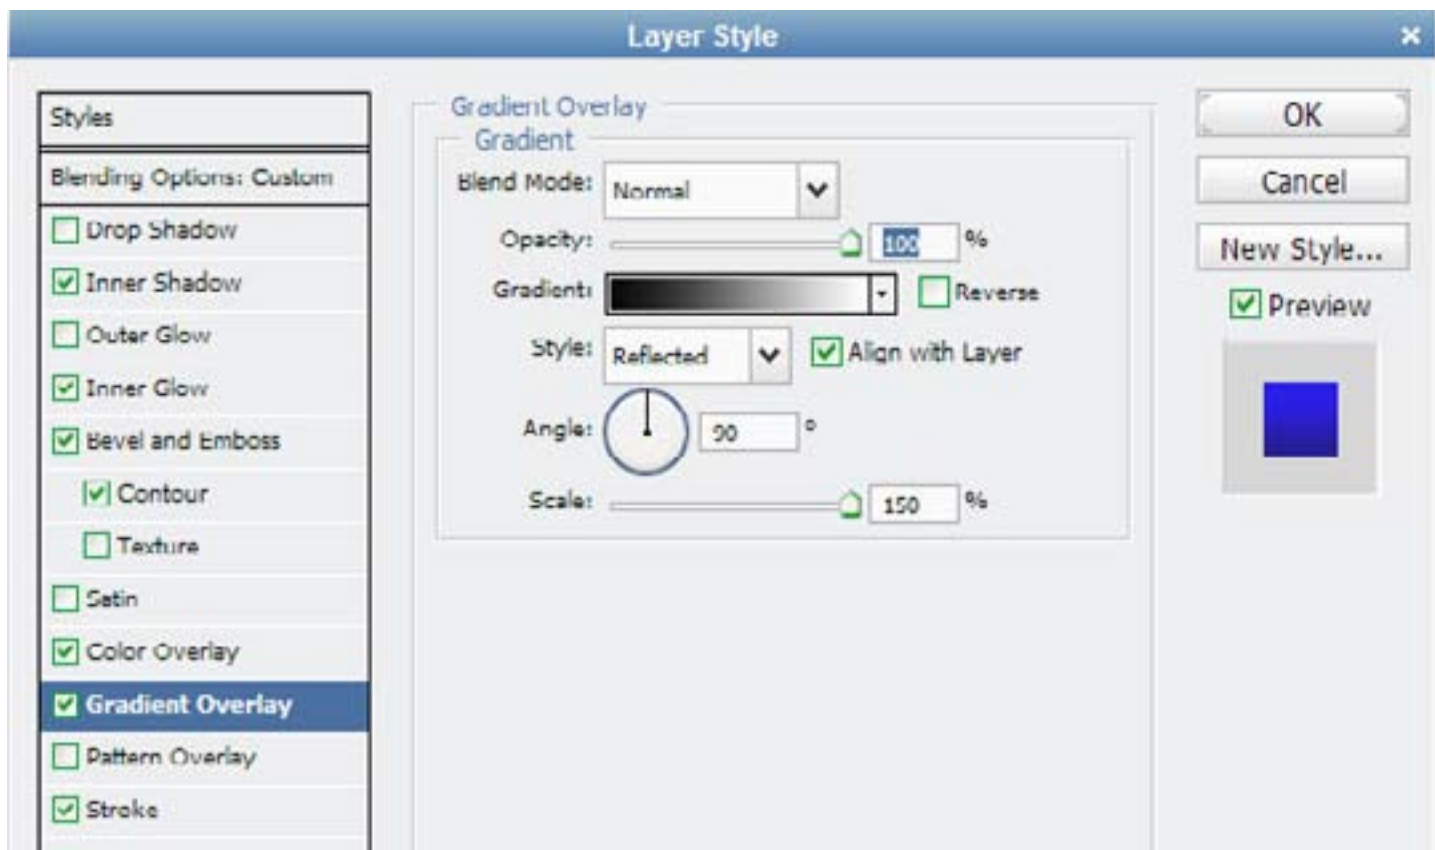 Layer Style
Styles
Blending Options: Custom
Drop Shadow
Inner Shadow
Outer Glow
Inner Glow
Bevel and Emboss
Contour
Texture
Satin
Color Overlay
Gradient Overlay
Pattern Overlay
Stroke
Gradient Overlay
Gradient
Blend Mode: Normal
Opacity: 100 %
Gradient: Reverse
Style: Reflected Align with Layer
Angle: 90 °
Scale: 150 %
OK
Cancel
New Style...
Preview